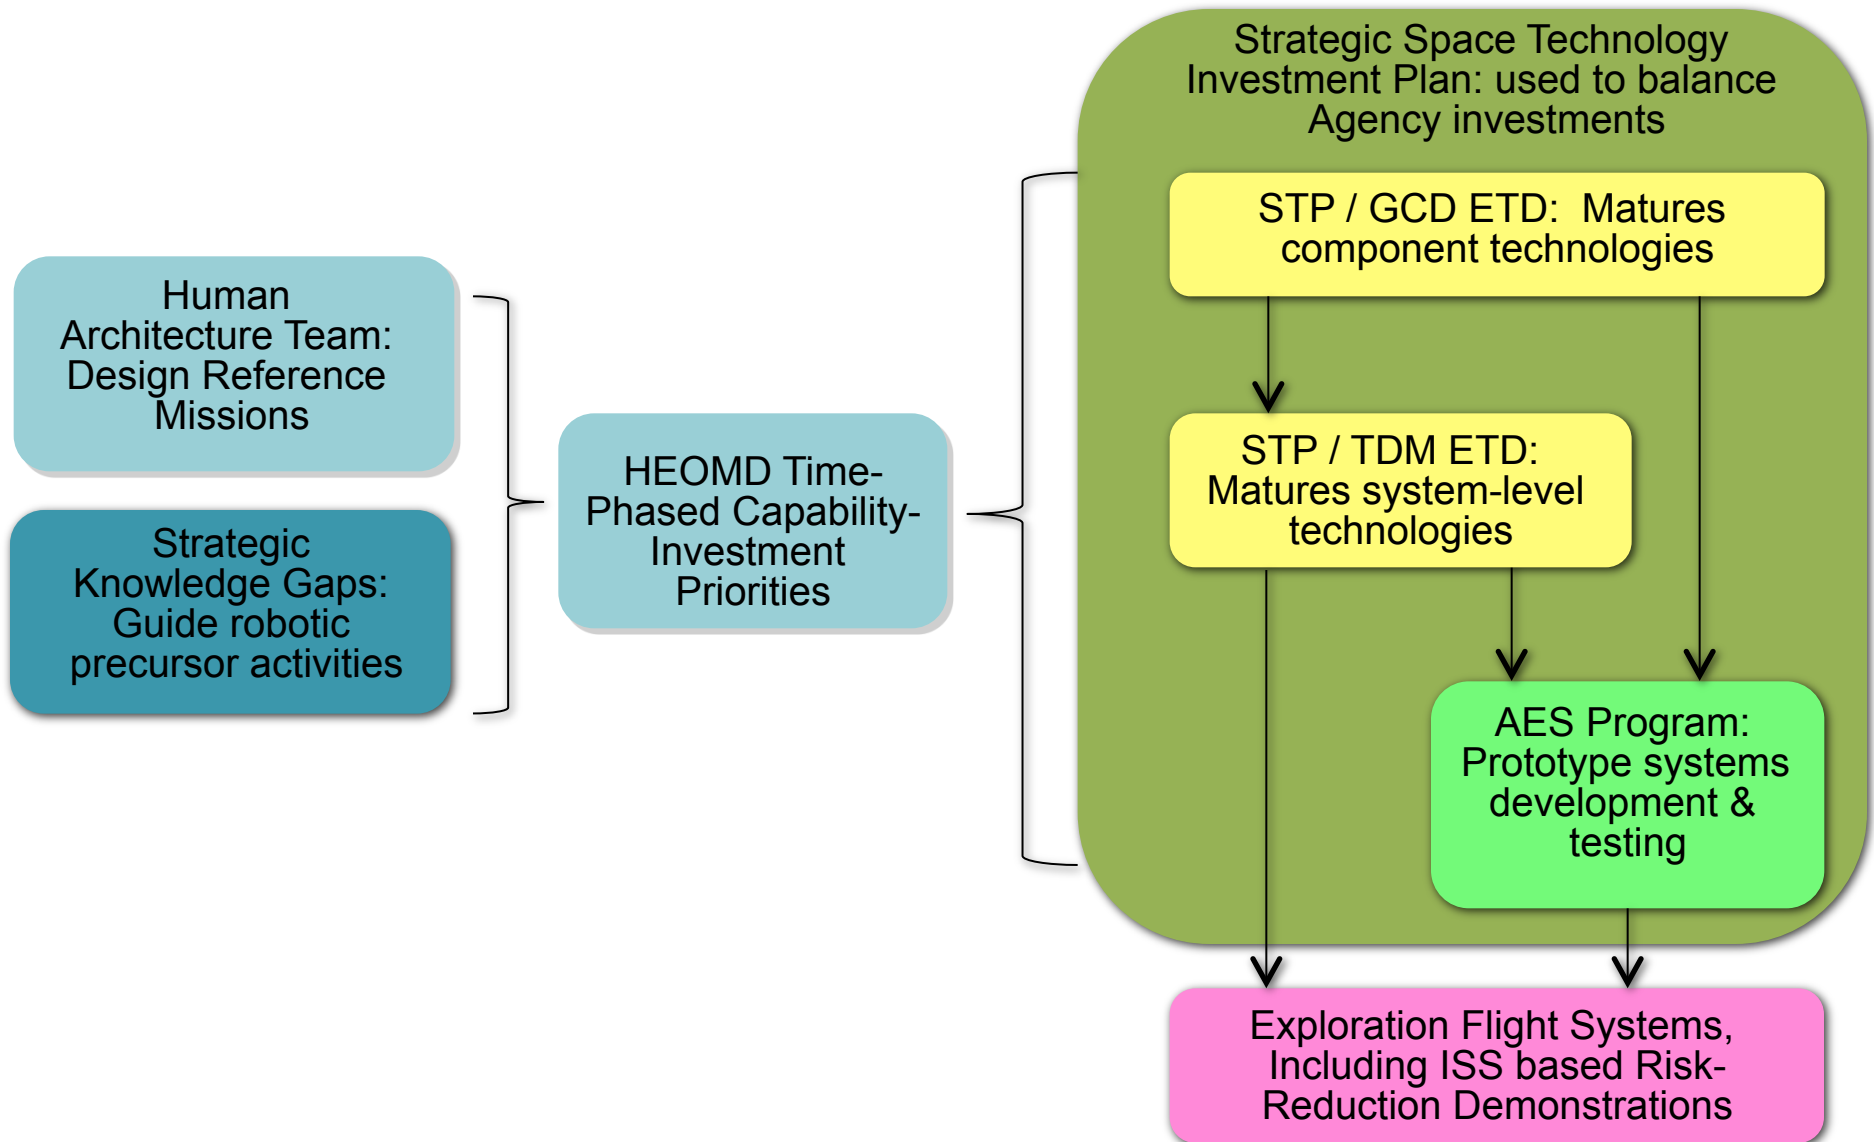 Strategic Space Technology
Investment Plan: used to balance
Agency investments
STP / GCD ETD:  Matures
component technologies
Human
Architecture Team:
Design Reference
Missions
HEOMD Time-
Phased Capability-
Investment
Priorities
STP / TDM ETD:
Matures system-level
technologies
Strategic
Knowledge Gaps:
Guide robotic
precursor activities
AES Program:
Prototype systems
development &
testing
Exploration Flight Systems,
Including ISS based Risk-
Reduction Demonstrations